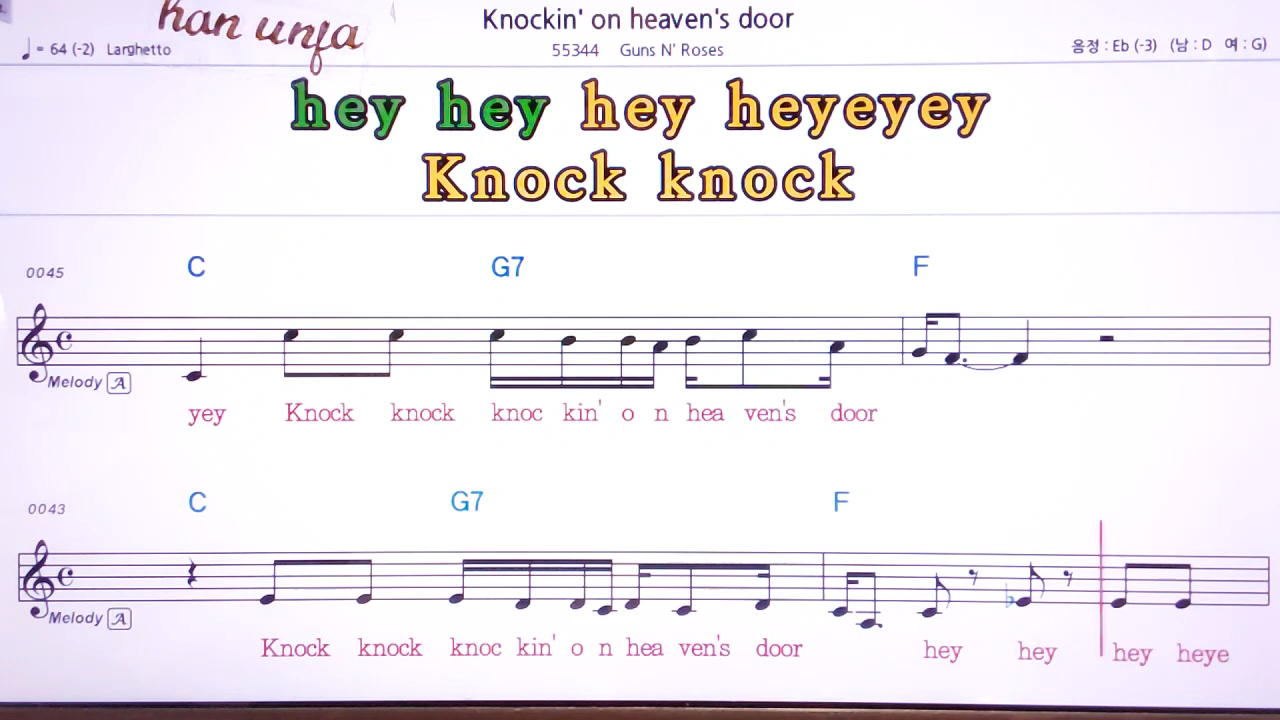 han unfa
Knockin' on heaven's door
♩ = 64 (-2) Larghetto
55344 Guns N' Roses
음정 : Eb (-3) (남 : D 여 : G)
hey hey hey heyeyey
Knock knock
0045
C G7 F
Melody A
yey Knock knock knoc kin' o n hea ven's door
0043
C G7 F
Melody A
Knock knock knoc kin' o n hea ven's door hey hey hey heye